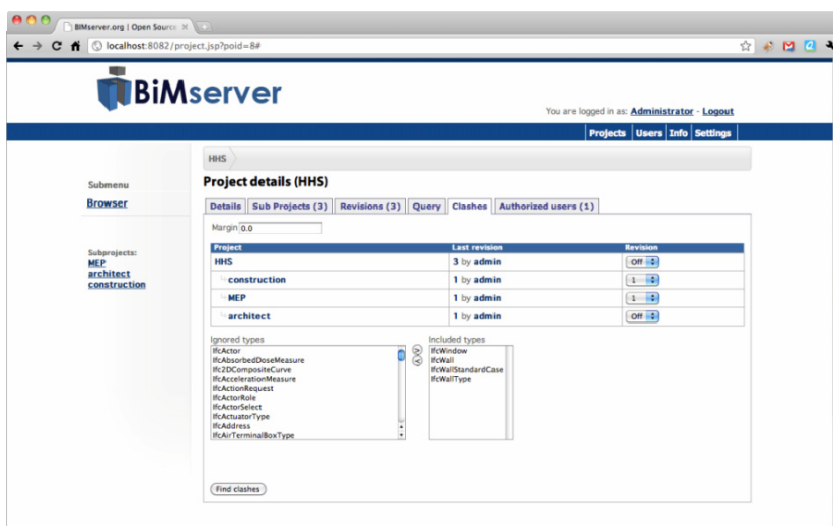 BIMserver.org | Open Source
localhost:8082/project.jsp?poid=8#
BiMserver
You are logged in as: Administrator - Logout
Projects Users Info Settings
HHS
Submenu
Browser
Subprojects:
MEP
architect
construction
Project details (HHS)
Details Sub Projects (3) Revisions (3) Query Clashes Authorized users (1)
Margin 0.0
Project Last revision Revision
HHS 3 by admin Off
construction 1 by admin 1
MEP 1 by admin 1
architect 1 by admin Off
Ignored types Included types
IfcActor IfcWindow
IfcAbsorbedDoseMeasure IfcWall
Ifc2DCompositeCurve IfcWallStandardCase
IfcAccelerationMeasure IfcWallType
IfcActionRequest
IfcActorRole
IfcActorSelect
IfcActuatorType
IfcAddress
IfcAirTerminalBoxType
Find clashes